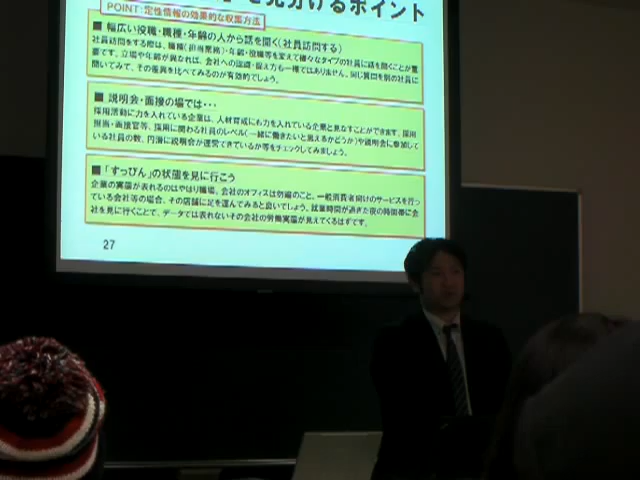 を見分けるポイント
POINT:定性情報の効果的な収集方法
■ 幅広い役職・職種・年齢の人から話を聞く(社員訪問する)
社員訪問をする際は、職種(担当業務)・年齢・役職等を変えて様々なタイプの社員に話を聞くことが重
要です。立場や年齢が異なれば、会社への認識・捉え方も一様ではありません。同じ質問を別の社員に
聞いてみて、その差異を比べてみるのが有効的でしょう。
■ 説明会・面接の場では・・・
採用活動に力を入れている企業は、人材育成にも力を入れている企業と見なすことができます。採用
担当・面接官等、採用に関わる社員のレベル(一緒に働きたいと思えるかどうか)や説明会に参加して
いる社員の数、円滑に説明会が運営できているか等をチェックしてみましょう。
■ 「すっぴん」の状態を見に行こう
企業の実態が表れるのはやはり職場。会社のオフィスは勿論のこと、一般消費者向けのサービスを行っ
ている会社等の場合、その店舗に足を運んでみると良いでしょう。就業時間が過ぎた夜の時間帯に会
社を見に行くことで、データでは表れないその会社の労働実態が見えてくるはずです。
27